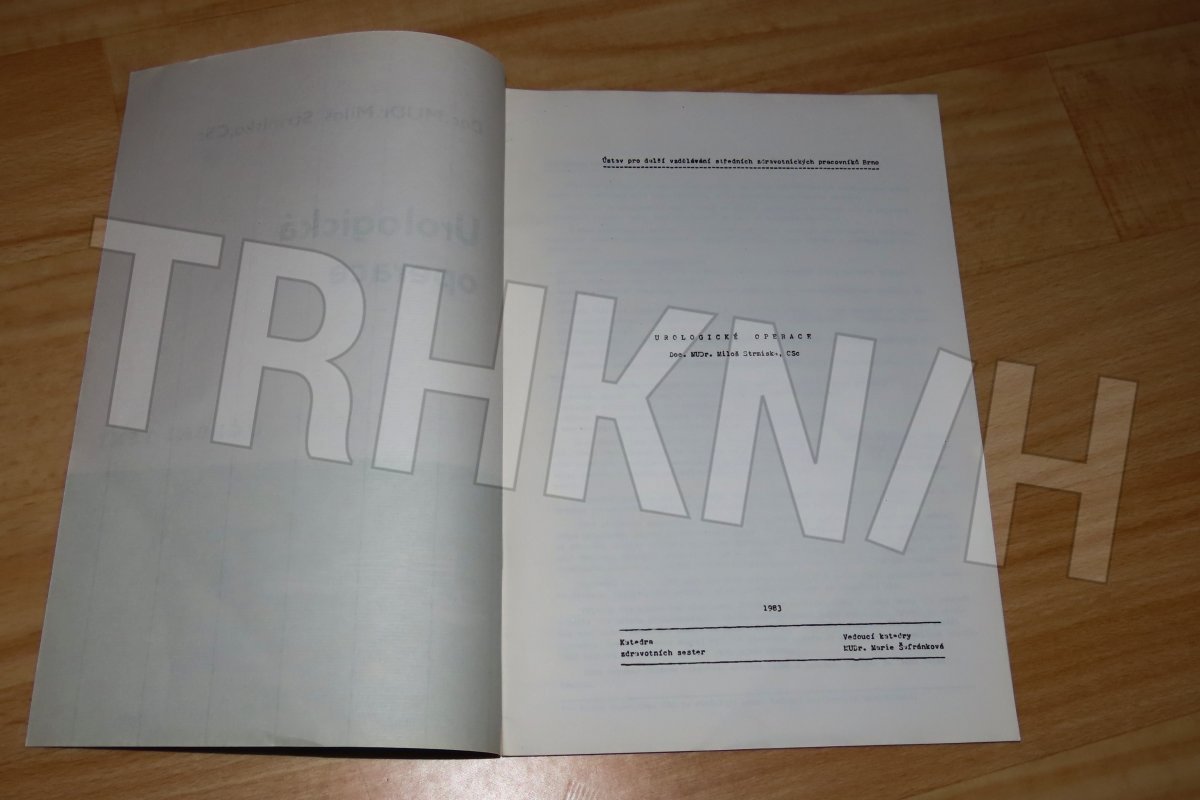 Ústav pro další vzdělávání středních zdravotnických pracovníků Brno
UROLOGICKÉ OPERACE
Doc. MUDr. Miloš Strmiska, CSc
1983
Katedra
zdravotních sester
Vedoucí katedry
MUDr. Marie Šafránková
TRHKNIH